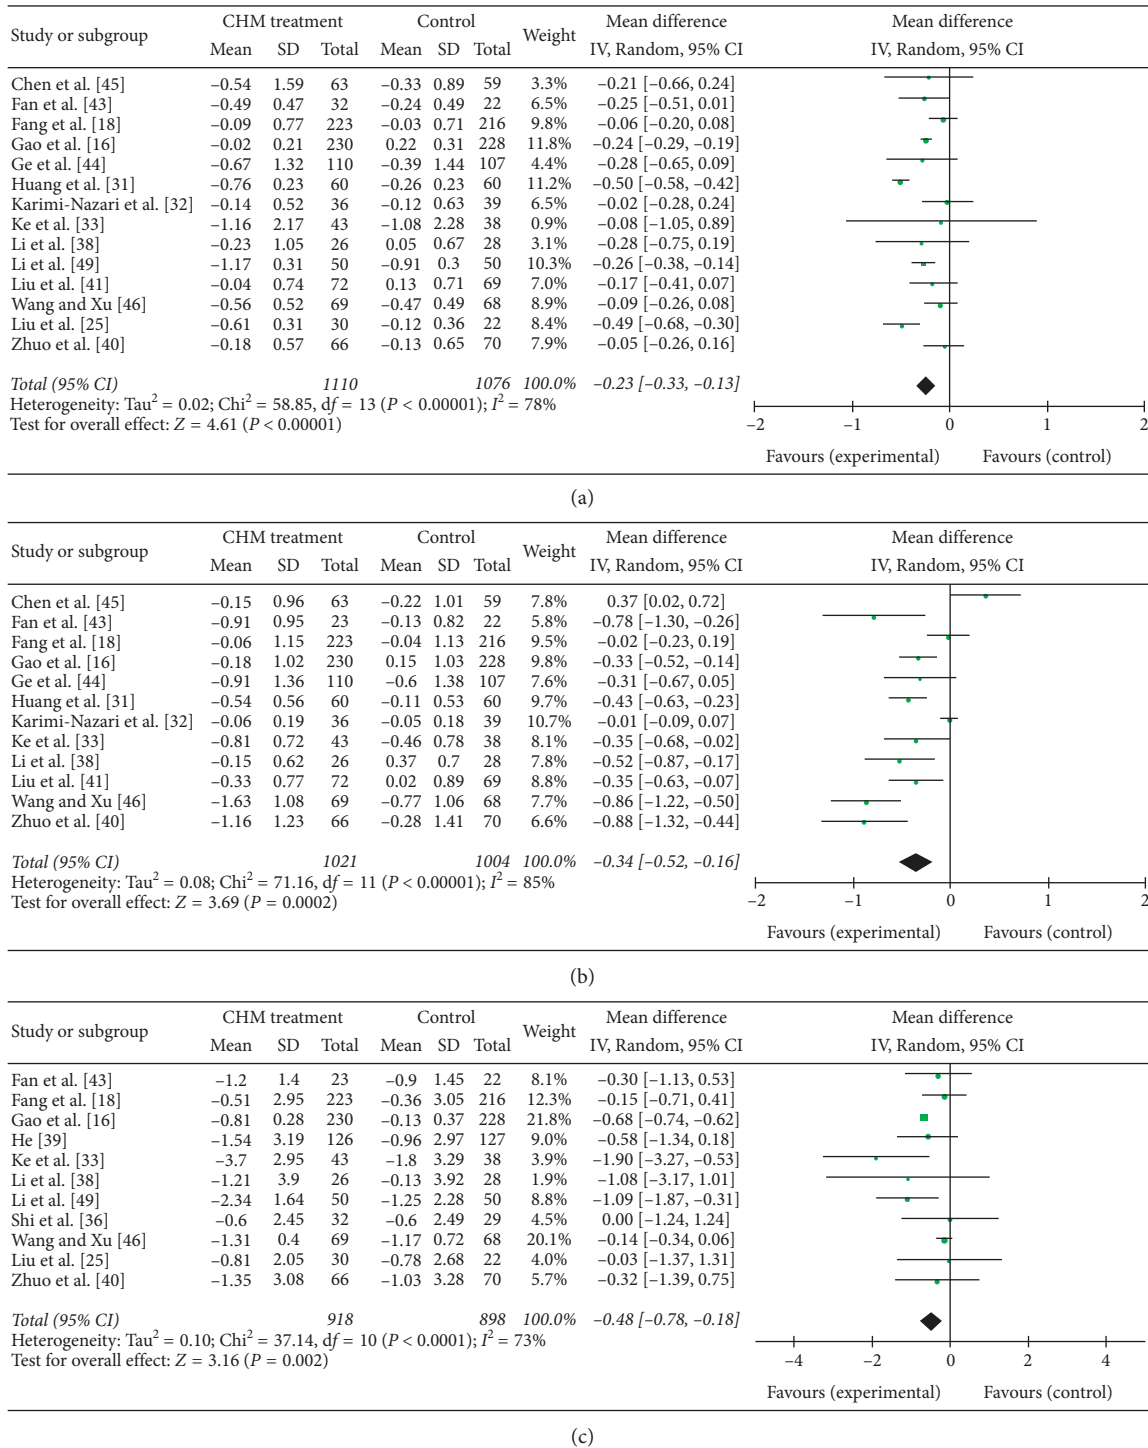 Study or subgroup CHM treatment Control Weight Mean difference Mean difference
Mean SD Total Mean SD Total IV, Random, 95% CI IV, Random, 95% CI
Chen et al. [45] −0.54 1.59 63 −0.33 0.89 59 3.3% −0.21 [−0.66, 0.24]
Fan et al. [43] −0.49 0.47 32 −0.24 0.49 22 6.5% −0.25 [−0.51, 0.01]
Fang et al. [18] −0.09 0.77 223 −0.03 0.71 216 9.8% −0.06 [−0.20, 0.08]
Gao et al. [16] −0.02 0.21 230 0.22 0.31 228 11.8% −0.24 [−0.29, −0.19]
Ge et al. [44] −0.67 1.32 110 −0.39 1.44 107 4.4% −0.28 [−0.65, 0.09]
Huang et al. [31] −0.76 0.23 60 −0.26 0.23 60 11.2% −0.50 [−0.58, −0.42]
Karimi-Nazari et al. [32] −0.14 0.52 36 −0.12 0.63 39 6.5% −0.02 [−0.28, 0.24]
Ke et al. [33] −1.16 2.17 43 −1.08 2.28 38 0.9% −0.08 [−1.05, 0.89]
Li et al. [38] −0.23 1.05 26 0.05 0.67 28 3.1% −0.28 [−0.75, 0.19]
Li et al. [49] −1.17 0.31 50 −0.91 0.3 50 10.3% −0.26 [−0.38, −0.14]
Liu et al. [41] −0.04 0.74 72 0.13 0.71 69 7.0% −0.17 [−0.41, 0.07]
Wang and Xu [46] −0.56 0.52 69 −0.47 0.49 68 8.9% −0.09 [−0.26, 0.08]
Liu et al. [25] −0.61 0.31 30 −0.12 0.36 22 8.4% −0.49 [−0.68, −0.30]
Zhuo et al. [40] −0.18 0.57 66 −0.13 0.65 70 7.9% −0.05 [−0.26, 0.16]
Total (95% CI) 1110 1076 100.0% −0.23 [−0.33, −0.13]
Heterogeneity: Tau² = 0.02; Chi² = 58.85, df = 13 (P < 0.00001); I² = 78%
Test for overall effect: Z = 4.61 (P < 0.00001)
−2 −1 0 1 2
Favours (experimental) Favours (control)
(a)
Study or subgroup CHM treatment Control Weight Mean difference Mean difference
Mean SD Total Mean SD Total IV, Random, 95% CI IV, Random, 95% CI
Chen et al. [45] −0.15 0.96 63 −0.22 1.01 59 7.8% 0.37 [0.02, 0.72]
Fan et al. [43] −0.91 0.95 23 −0.13 0.82 22 5.8% −0.78 [−1.30, −0.26]
Fang et al. [18] −0.06 1.15 223 −0.04 1.13 216 9.5% −0.02 [−0.23, 0.19]
Gao et al. [16] −0.18 1.02 230 0.15 1.03 228 9.8% −0.33 [−0.52, −0.14]
Ge et al. [44] −0.91 1.36 110 −0.6 1.38 107 7.6% −0.31 [−0.67, 0.05]
Huang et al. [31] −0.54 0.56 60 −0.11 0.53 60 9.7% −0.43 [−0.63, −0.23]
Karimi-Nazari et al. [32] −0.06 0.19 36 −0.05 0.18 39 10.7% −0.01 [−0.09, 0.07]
Ke et al. [33] −0.81 0.72 43 −0.46 0.78 38 8.1% −0.35 [−0.68, −0.02]
Li et al. [38] −0.15 0.62 26 0.37 0.7 28 7.8% −0.52 [−0.87, −0.17]
Liu et al. [41] −0.33 0.77 72 0.02 0.89 69 8.8% −0.35 [−0.63, −0.07]
Wang and Xu [46] −1.63 1.08 69 −0.77 1.06 68 7.7% −0.86 [−1.22, −0.50]
Zhuo et al. [40] −1.16 1.23 66 −0.28 1.41 70 6.6% −0.88 [−1.32, −0.44]
Total (95% CI) 1021 1004 100.0% −0.34 [−0.52, −0.16]
Heterogeneity: Tau² = 0.08; Chi² = 71.16, df = 11 (P < 0.00001); I² = 85%
Test for overall effect: Z = 3.69 (P = 0.0002)
−2 −1 0 1 2
Favours (experimental) Favours (control)
(b)
Study or subgroup CHM treatment Control Weight Mean difference Mean difference
Mean SD Total Mean SD Total IV, Random, 95% CI IV, Random, 95% CI
Fan et al. [43] −1.2 1.4 23 −0.9 1.45 22 8.1% −0.30 [−1.13, 0.53]
Fang et al. [18] −0.51 2.95 223 −0.36 3.05 216 12.3% −0.15 [−0.71, 0.41]
Gao et al. [16] −0.81 0.28 230 −0.13 0.37 228 21.8% −0.68 [−0.74, −0.62]
He [39] −1.54 3.19 126 −0.96 2.97 127 9.0% −0.58 [−1.34, 0.18]
Ke et al. [33] −3.7 2.95 43 −1.8 3.29 38 3.9% −1.90 [−3.27, −0.53]
Li et al. [38] −1.21 3.9 26 −0.13 3.92 28 1.9% −1.08 [−3.17, 1.01]
Li et al. [49] −2.34 1.64 50 −1.25 2.28 50 8.8% −1.09 [−1.87, −0.31]
Shi et al. [36] −0.6 2.45 32 −0.6 2.49 29 4.5% 0.00 [−1.24, 1.24]
Wang and Xu [46] −1.31 0.4 69 −1.17 0.72 68 20.1% −0.14 [−0.34, 0.06]
Liu et al. [25] −0.81 2.05 30 −0.78 2.68 22 4.0% −0.03 [−1.37, 1.31]
Zhuo et al. [40] −1.35 3.08 66 −1.03 3.28 70 5.7% −0.32 [−1.39, 0.75]
Total (95% CI) 918 898 100.0% −0.48 [−0.78, −0.18]
Heterogeneity: Tau² = 0.10; Chi² = 37.14, df = 10 (P < 0.0001); I² = 73%
Test for overall effect: Z = 3.16 (P = 0.002)
−4 −2 0 2 4
Favours (experimental) Favours (control)
(c)